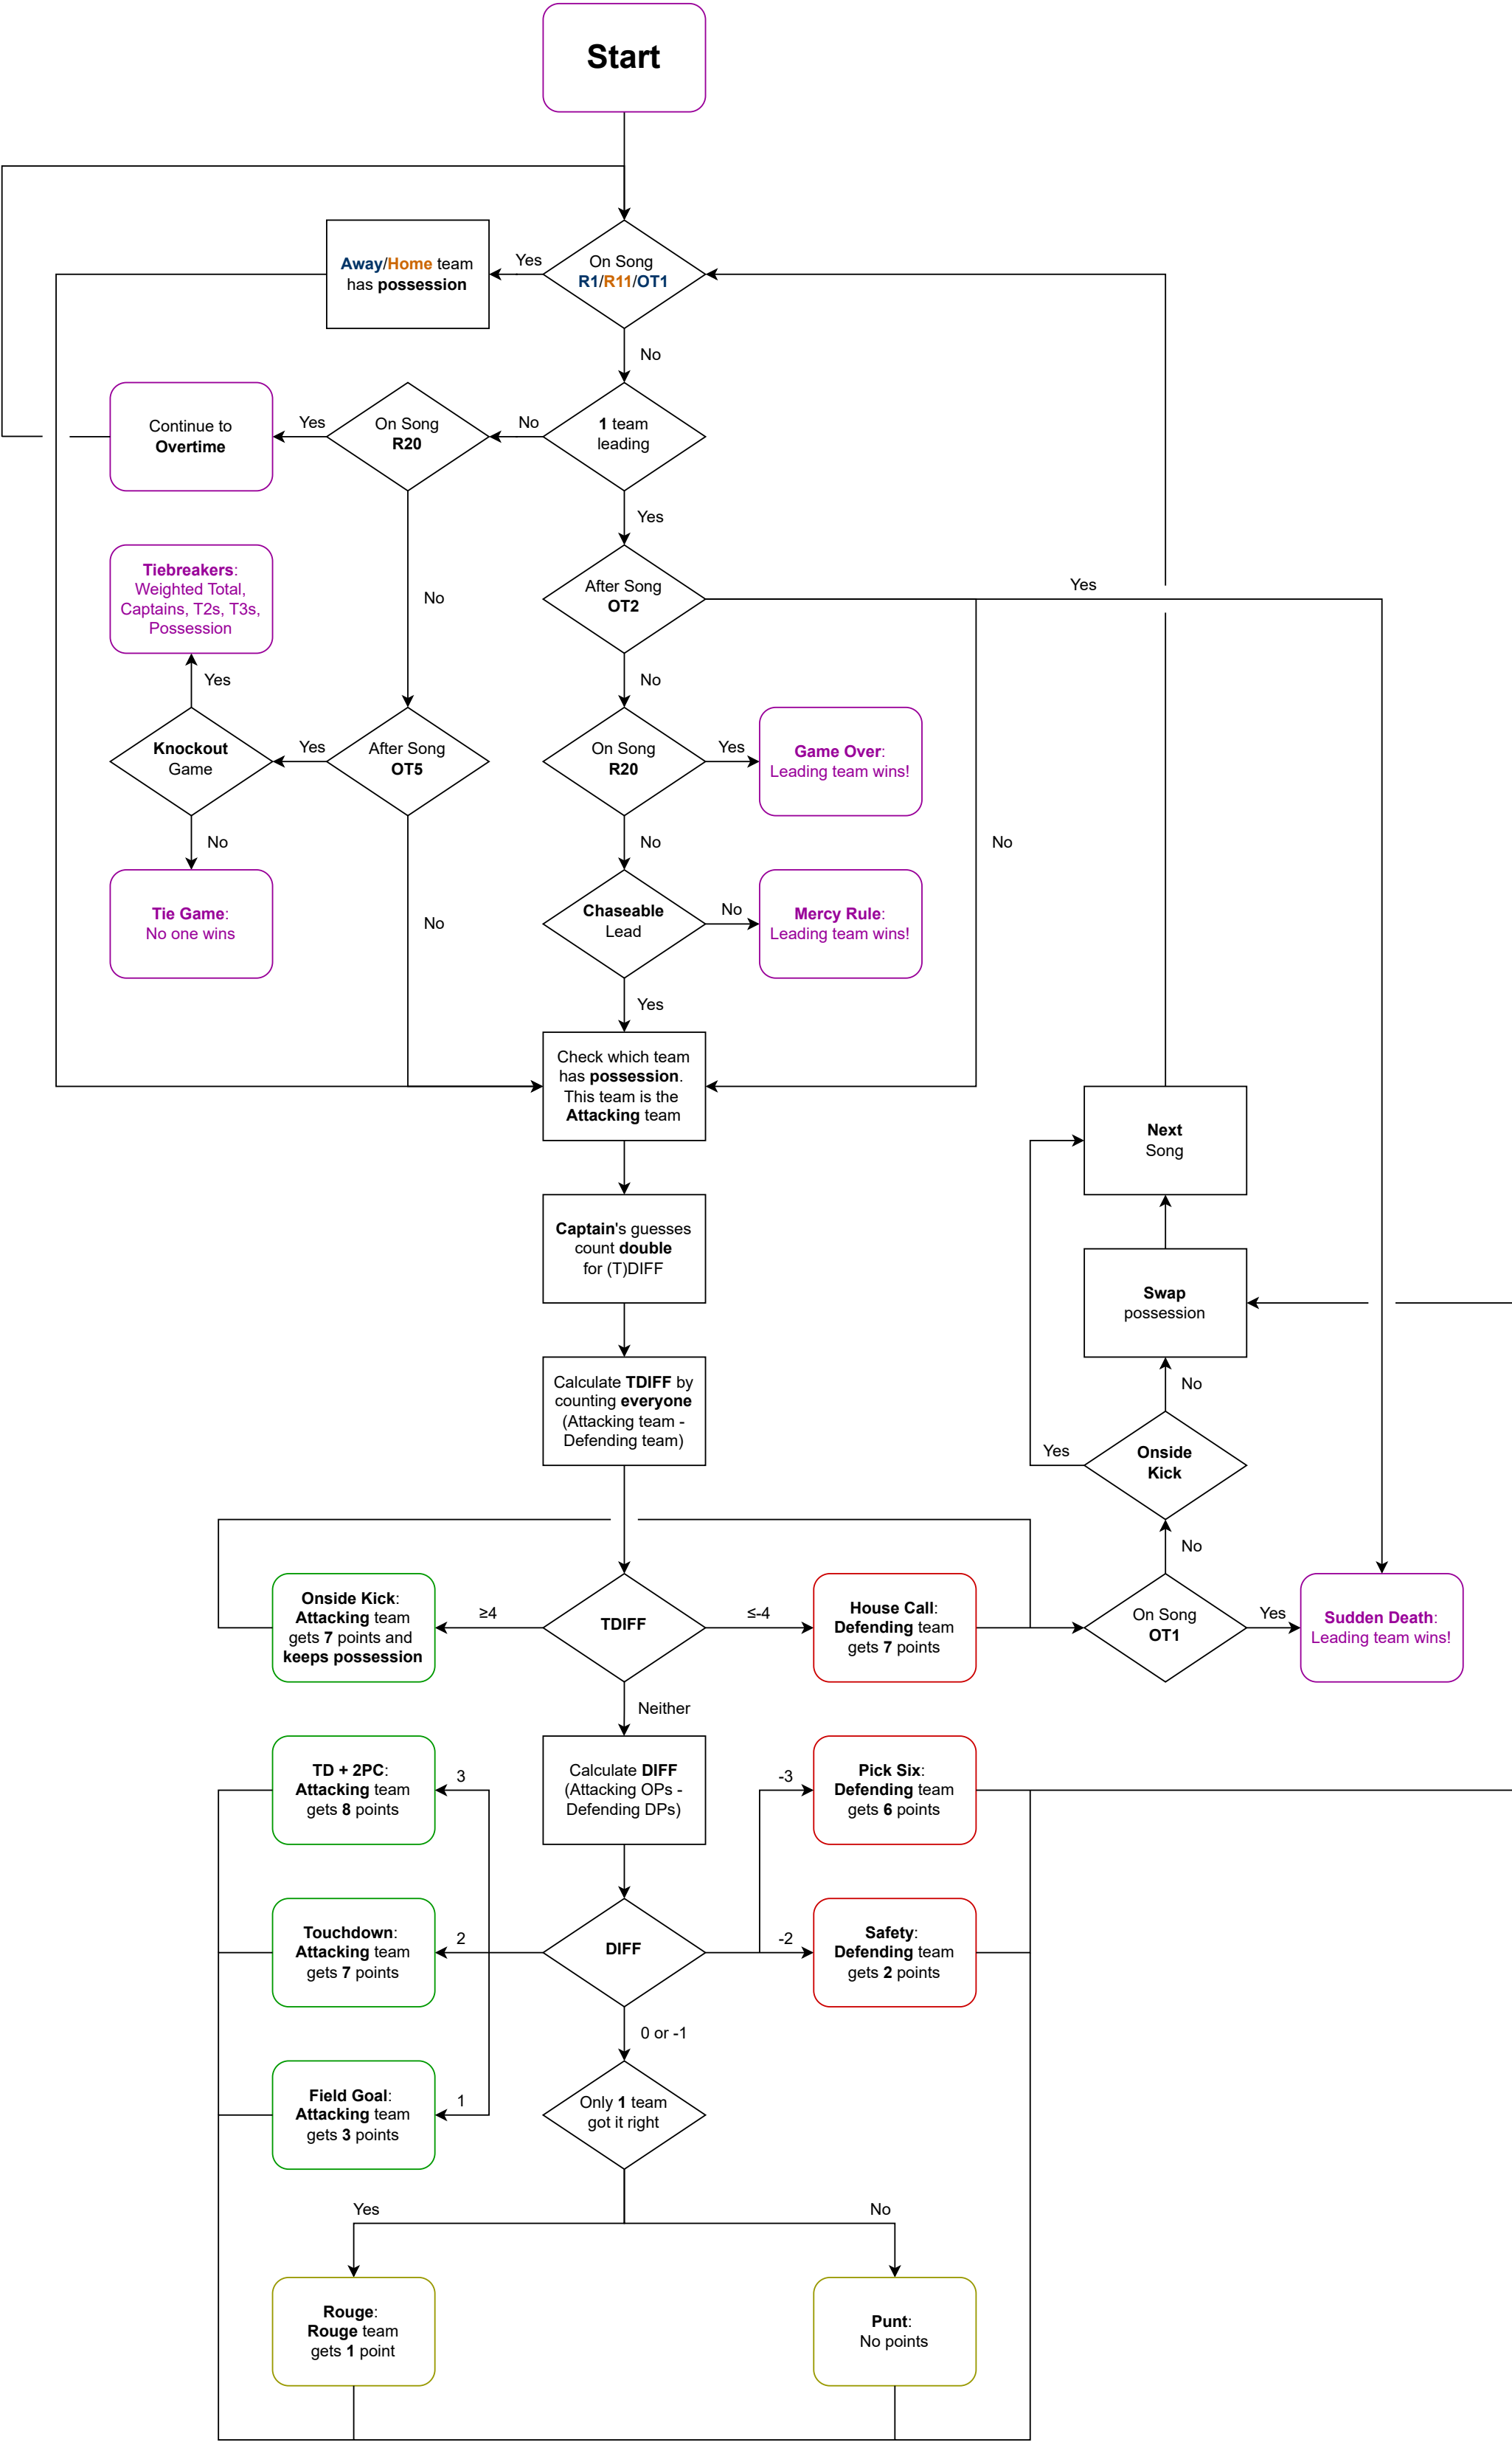 Start
Away/Home team
has possession
Yes
On Song
R1/R11/OT1
No
Continue to
Overtime
Yes
On Song
R20
No
1 team
leading
Yes
Tiebreakers:
Weighted Total,
Captains, T2s, T3s,
Possession
No
After Song
OT2
Yes
Yes
No
Knockout
Game
Yes
After Song
OT5
On Song
R20
Yes
Game Over:
Leading team wins!
No
No
No
Tie Game:
No one wins
No
Chaseable
Lead
No
Mercy Rule:
Leading team wins!
Yes
Check which team
has possession.
This team is the
Attacking team
Next
Song
Captain's guesses
count double
for (T)DIFF
Swap
possession
Calculate TDIFF by
counting everyone
(Attacking team -
Defending team)
No
Yes
Onside
Kick
No
Onside Kick:
Attacking team
gets 7 points and
keeps possession
≥4
TDIFF
≤-4
House Call:
Defending team
gets 7 points
On Song
OT1
Yes
Sudden Death:
Leading team wins!
Neither
TD + 2PC:
Attacking team
gets 8 points
3
Calculate DIFF
(Attacking OPs -
Defending DPs)
-3
Pick Six:
Defending team
gets 6 points
Touchdown:
Attacking team
gets 7 points
2
DIFF
-2
Safety:
Defending team
gets 2 points
0 or -1
Field Goal:
Attacking team
gets 3 points
1
Only 1 team
got it right
Yes
No
Rouge:
Rouge team
gets 1 point
Punt:
No points